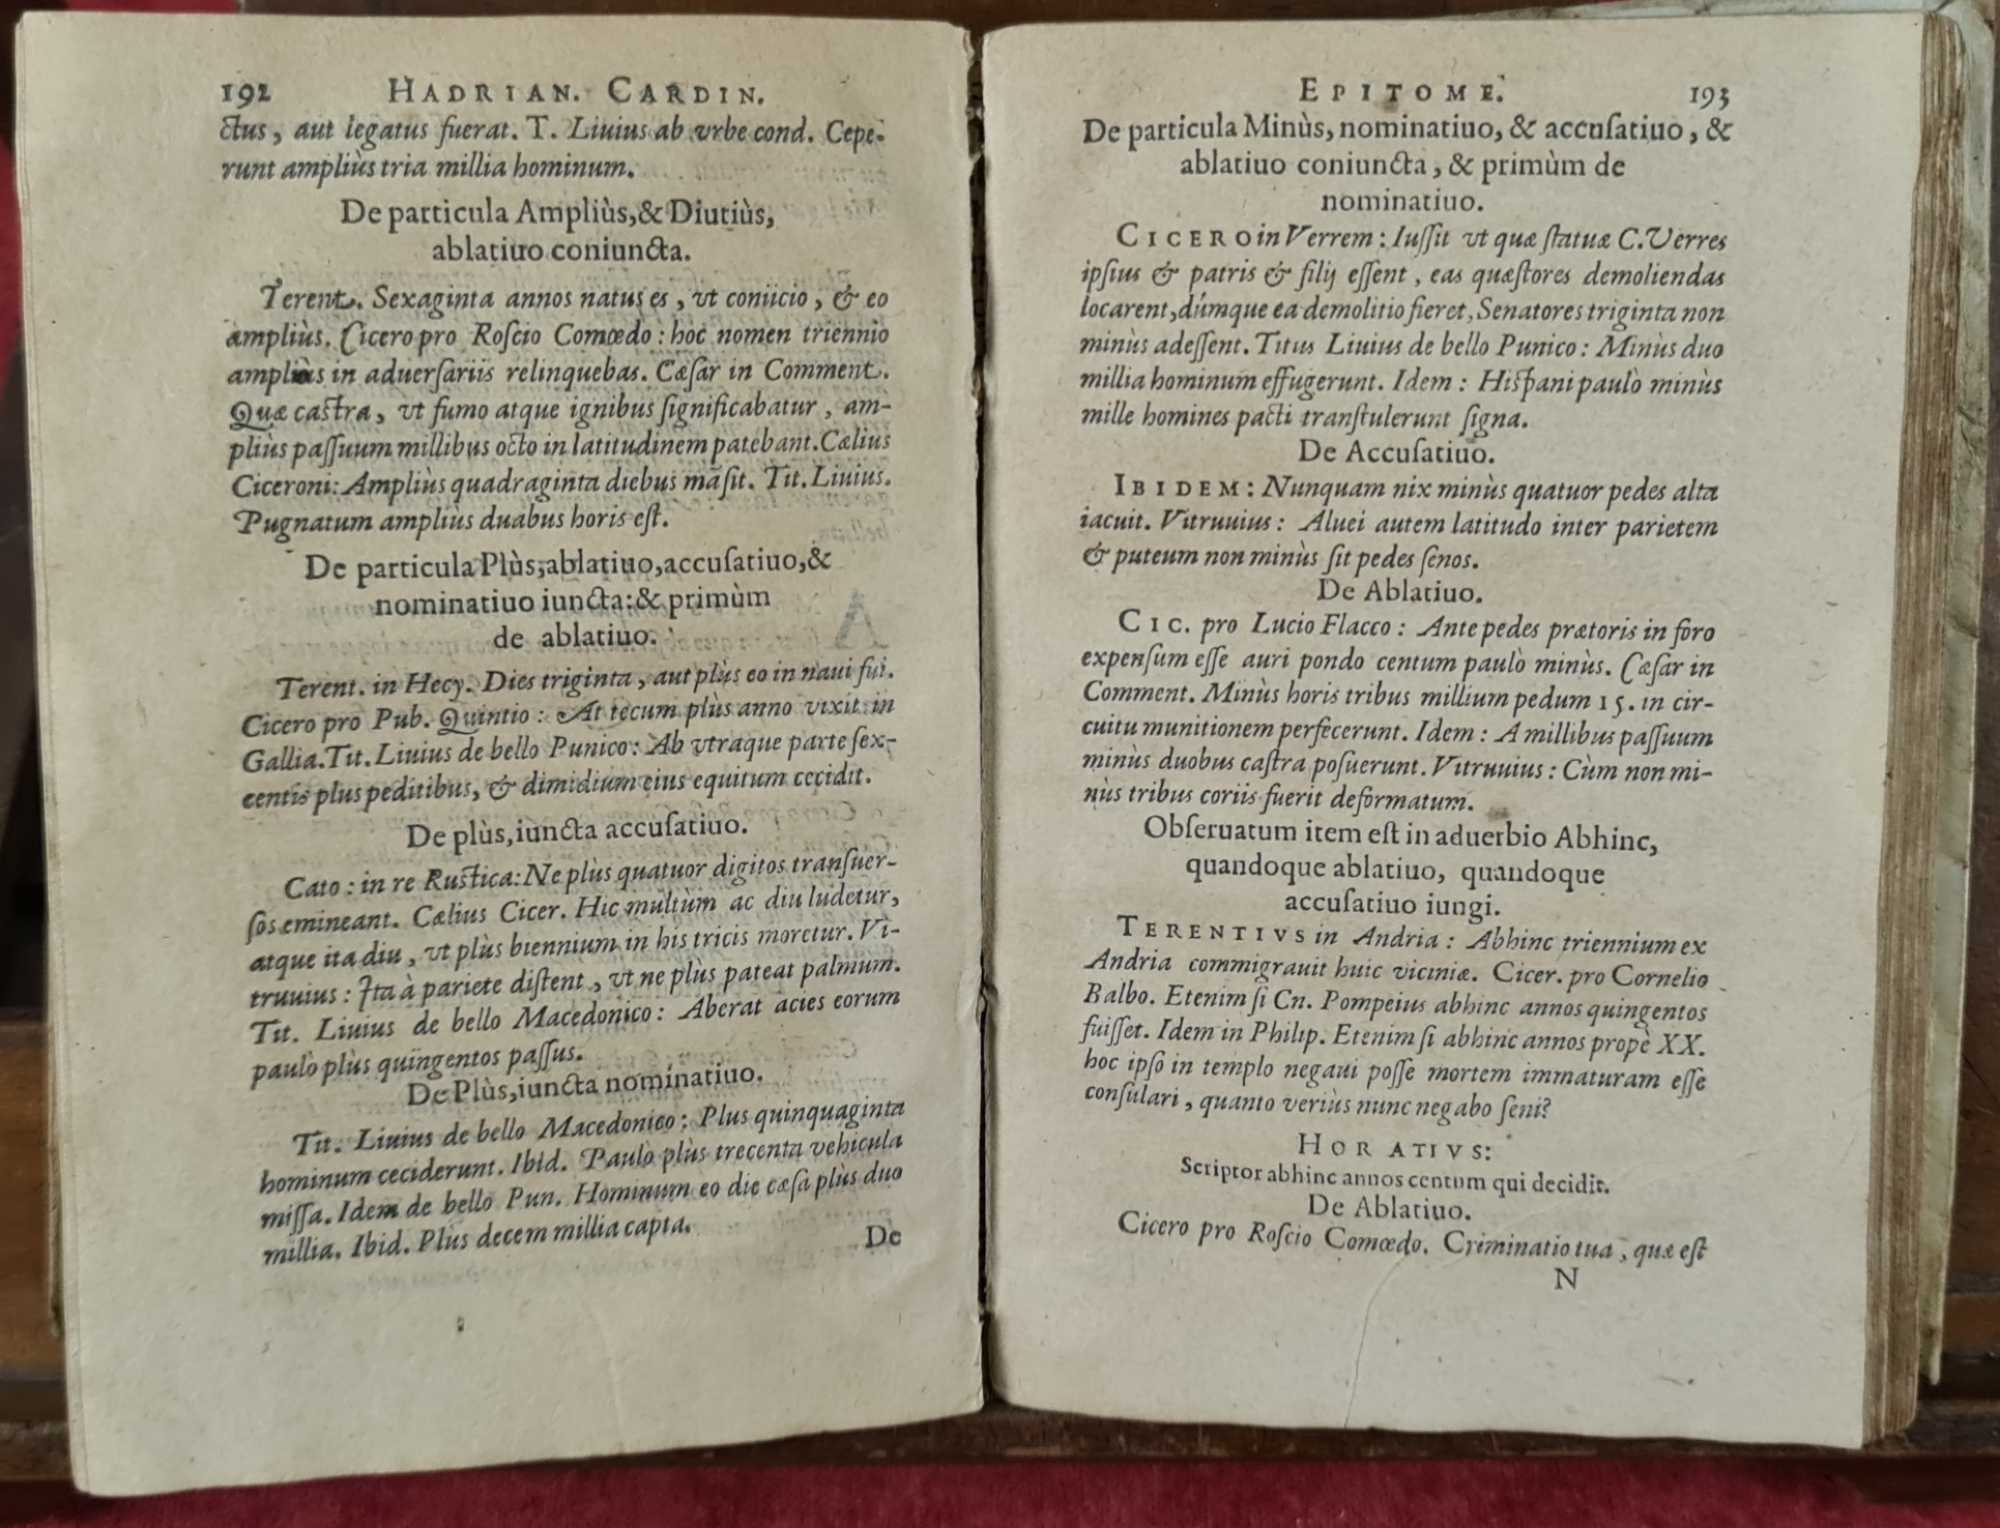 192 HADRIAN. CARDIN.
ctus, aut legatus fuerat. T. Liuius ab vrbe cond. Cepe-
runt ampliùs tria millia hominum.
De particula Ampliùs, & Diutiùs,
ablatiuo coniuncta.
Terent. Sexaginta annos natus es, vt coniicio, & eo
ampliùs. Cicero pro Roscio Comœdo: hoc nomen triennio
ampliùs in aduersariis relinquebas. Cæsar in Comment.
Quæ castra, vt fumo atque ignibus significabatur, am-
pliùs passuum millibus octo in latitudinem patebant. Cælius
Ciceroni: Ampliùs quadraginta diebus mãsit. Tit. Liuius.
Pugnatum ampliùs duabus horis est.
De particula Plùs, ablatiuo, accusatiuo, &
nominatiuo iuncta: & primùm
de ablatiuo.
Terent. in Hecy. Dies triginta, aut plùs eo in naui fui.
Cicero pro Pub. Quintio: At tecum plùs anno vixit in
Gallia. Tit. Liuius de bello Punico: Ab vtraque parte sex-
centis plus peditibus, & dimidium eius equitum cecidit.
De plùs, iuncta accusatiuo.
Cato: in re Rustica: Ne plùs quatuor digitos transuer-
sos emineant. Cælius Cicer. Hic multùm ac diu ludetur,
atque ita diu, vt plùs biennium in his tricis moretur. Vi-
truuius: Ita à pariete distent, vt ne plùs pateat palmum.
Tit. Liuius de bello Macedonico: Aberat acies eorum
paulò plùs quingentos passus.
De Plùs, iuncta nominatiuo.
Tit. Liuius de bello Macedonico: Plus quinquaginta
hominum ceciderunt. Ibid. Paulò plùs trecenta vehicula
missa. Idem de bello Pun. Hominum eo die cæsa plùs duo
millia. Ibid. Plùs decem millia capta.
De
EPITOME. 193
De particula Minùs, nominatiuo, & accusatiuo, &
ablatiuo coniuncta, & primùm de
nominatiuo.
CICERO in Verrem: Iussit vt quæ statuæ C. Verres
ipsius & patris & filij essent, eas quæstores demoliendas
locarent, dúmque ea demolitio fieret, Senatores triginta non
minùs adessent. Titus Liuius de bello Punico: Minùs duo
millia hominum effugerunt. Idem: Hispani paulò minùs
mille homines pacti transtulerunt signa.
De Accusatiuo.
IBIDEM: Nunquam nix minùs quatuor pedes alta
iacuit. Vitruuius: Aluei autem latitudo inter parietem
& puteum non minùs sit pedes senos.
De Ablatiuo.
CIC. pro Lucio Flacco: Ante pedes prætoris in foro
expensum esse auri pondo centum paulò minùs. Cæsar in
Comment. Minùs horis tribus millium pedum 15. in cir-
cuitu munitionem perfecerunt. Idem: A millibus passuum
minùs duobus castra posuerunt. Vitruuius: Cùm non mi-
nùs tribus coriis fuerit deformatum.
Obseruatum item est in aduerbio Abhinc,
quandoque ablatiuo, quandoque
accusatiuo iungi.
TERENTIVS in Andria: Abhinc triennium ex
Andria commigrauit huic viciniæ. Cicer. pro Cornelio
Balbo. Etenim si Cn. Pompeius abhinc annos quingentos
fuisset. Idem in Philip. Etenim si abhinc annos propè XX.
hoc ipso in templo negaui posse mortem immaturam esse
consulari, quanto veriùs nunc negabo seni?
HORATIVS:
Scriptor abhinc annos centum qui decidit.
De Ablatiuo.
Cicero pro Roscio Comœdo. Criminatio tua, quæ est
N